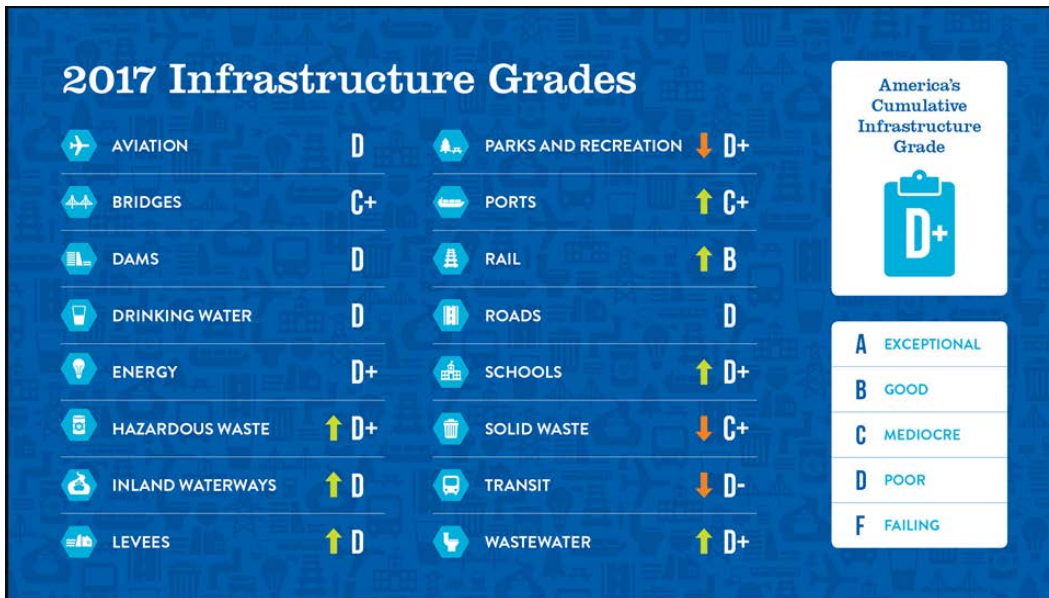 2017 Infrastructure Grades
AVIATION D
BRIDGES C+
DAMS D
DRINKING WATER D
ENERGY D+
HAZARDOUS WASTE D+
INLAND WATERWAYS D
LEVEES D
PARKS AND RECREATION D+
PORTS C+
RAIL B
ROADS D
SCHOOLS D+
SOLID WASTE C+
TRANSIT D-
WASTEWATER D+
America's
Cumulative
Infrastructure
Grade
D+
A EXCEPTIONAL
B GOOD
C MEDIOCRE
D POOR
F FAILING